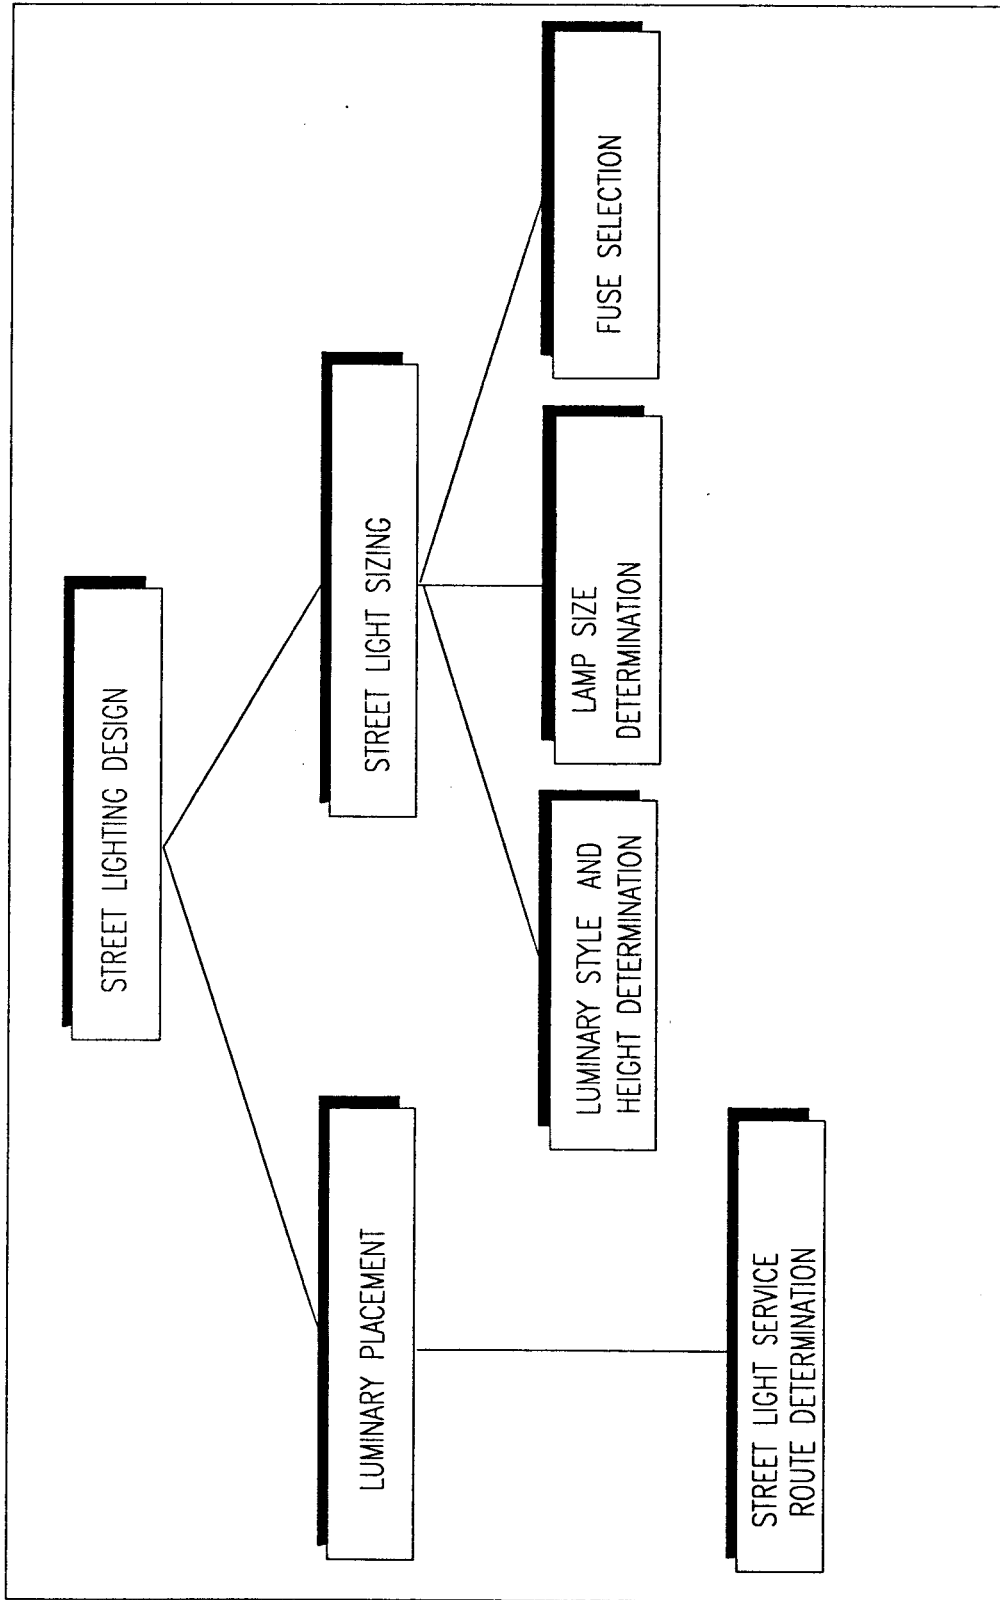 STREET LIGHTING DESIGN
LUMINARY PLACEMENT
STREET LIGHT SIZING
LUMINARY STYLE AND
HEIGHT DETERMINATION
LAMP SIZE
DETERMINATION
FUSE SELECTION
STREET LIGHT SERVICE
ROUTE DETERMINATION